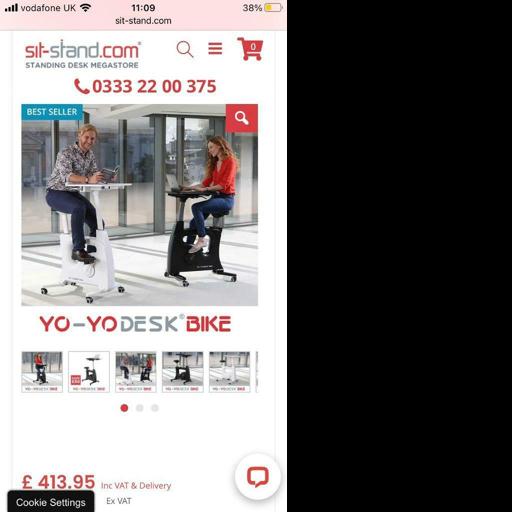 vodafone UK
11:09
38%
sit-stand.com
sit-stand.com®
STANDING DESK MEGASTORE
0
0333 22 00 375
BEST SELLER
YO-YO DESK® BIKE
£ 413.95 Inc VAT & Delivery
Ex VAT
Cookie Settings